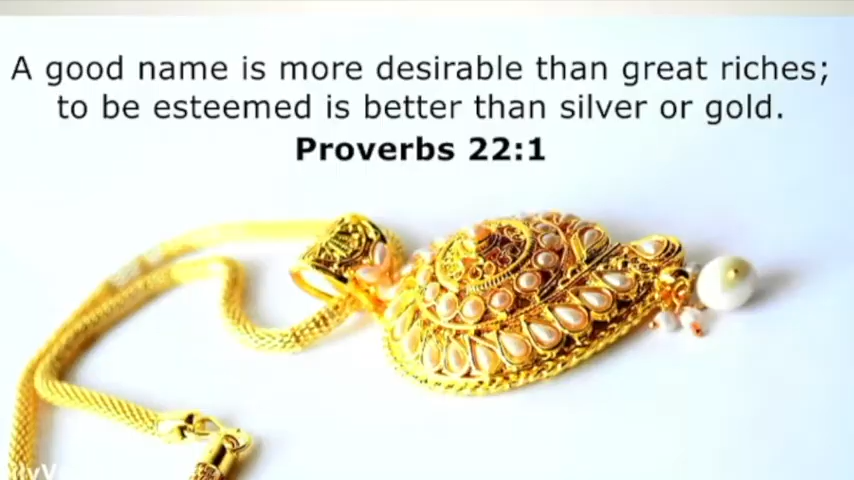 A good name is more desirable than great riches;
to be esteemed is better than silver or gold.
Proverbs 22:1